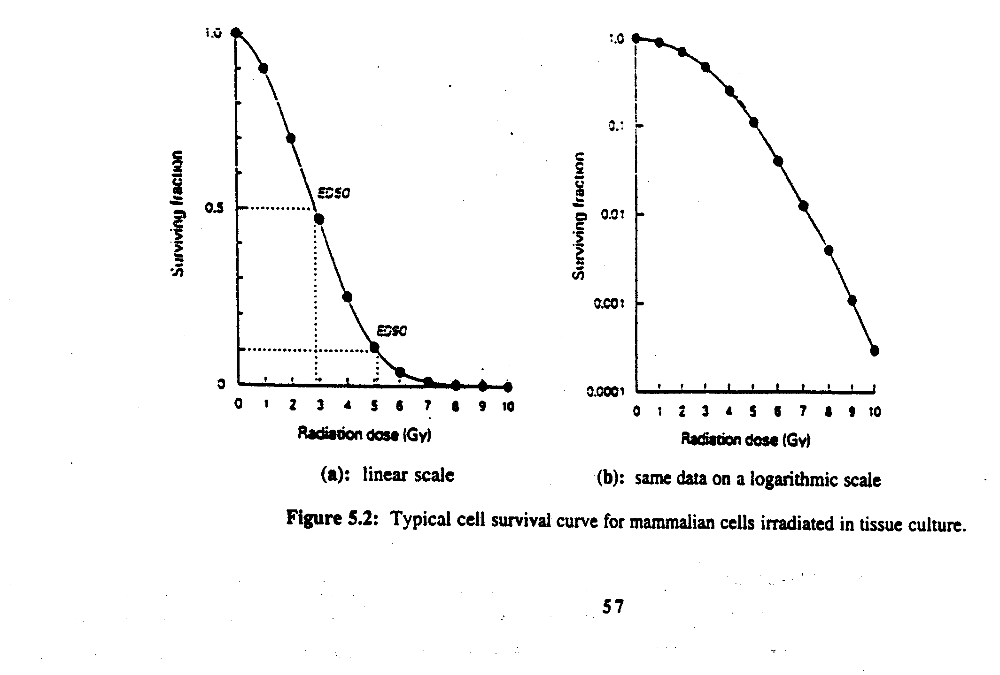 1.0
0.5
0
ED50
ED90
Surviving fraction
0 1 2 3 4 5 6 7 8 9 10
Radiation dose (Gy)
(a): linear scale
1.0
0.1
0.01
0.001
0.0001
Surviving fraction
0 1 2 3 4 5 6 7 8 9 10
Radiation dose (Gy)
(b): same data on a logarithmic scale
Figure 5.2: Typical cell survival curve for mammalian cells irradiated in tissue culture.
57